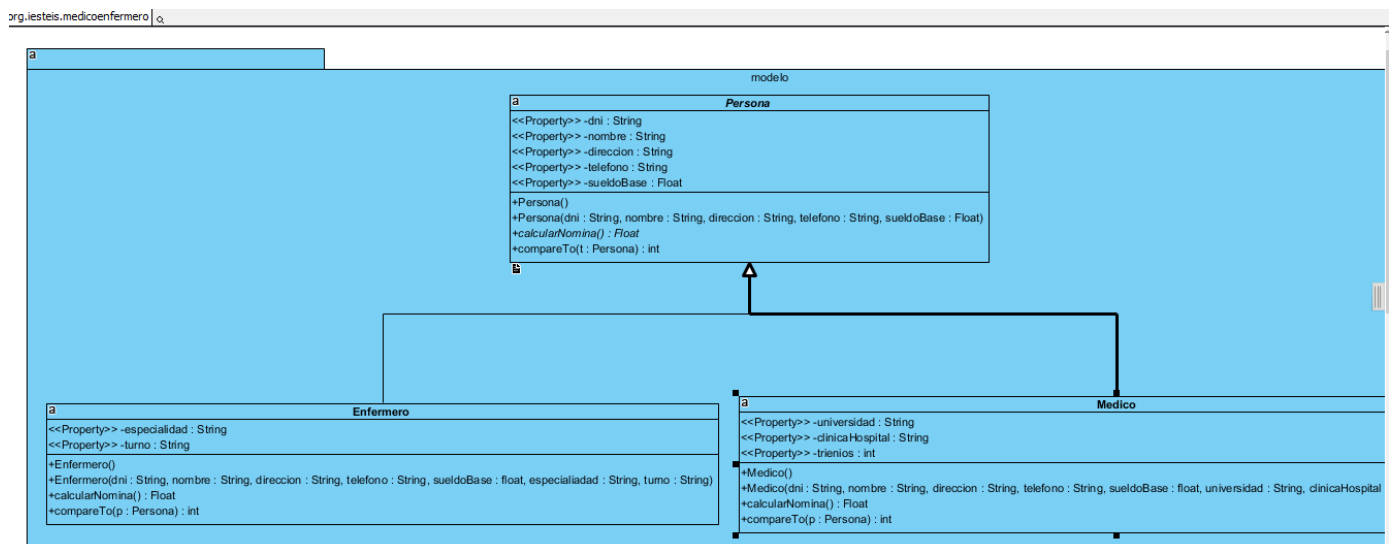 org.iesteis.medicoenfermero
a
modelo
a
Persona
<<Property>> -dni : String
<<Property>> -nombre : String
<<Property>> -direccion : String
<<Property>> -telefono : String
<<Property>> -sueldoBase : Float
+Persona()
+Persona(dni : String, nombre : String, direccion : String, telefono : String, sueldoBase : Float)
+calcularNomina() : Float
+compareTo(t : Persona) : int
a
Enfermero
<<Property>> -especialidad : String
<<Property>> -turno : String
+Enfermero()
+Enfermero(dni : String, nombre : String, direccion : String, telefono : String, sueldoBase : float, especialiadad : String, turno : String)
+calcularNomina() : Float
+compareTo(p : Persona) : int
a
Medico
<<Property>> -universidad : String
<<Property>> -clinicaHospital : String
<<Property>> -trienios : int
+Medico()
+Medico(dni : String, nombre : String, direccion : String, telefono : String, sueldoBase : float, universidad : String, clinicaHospital
+calcularNomina() : Float
+compareTo(p : Persona) : int